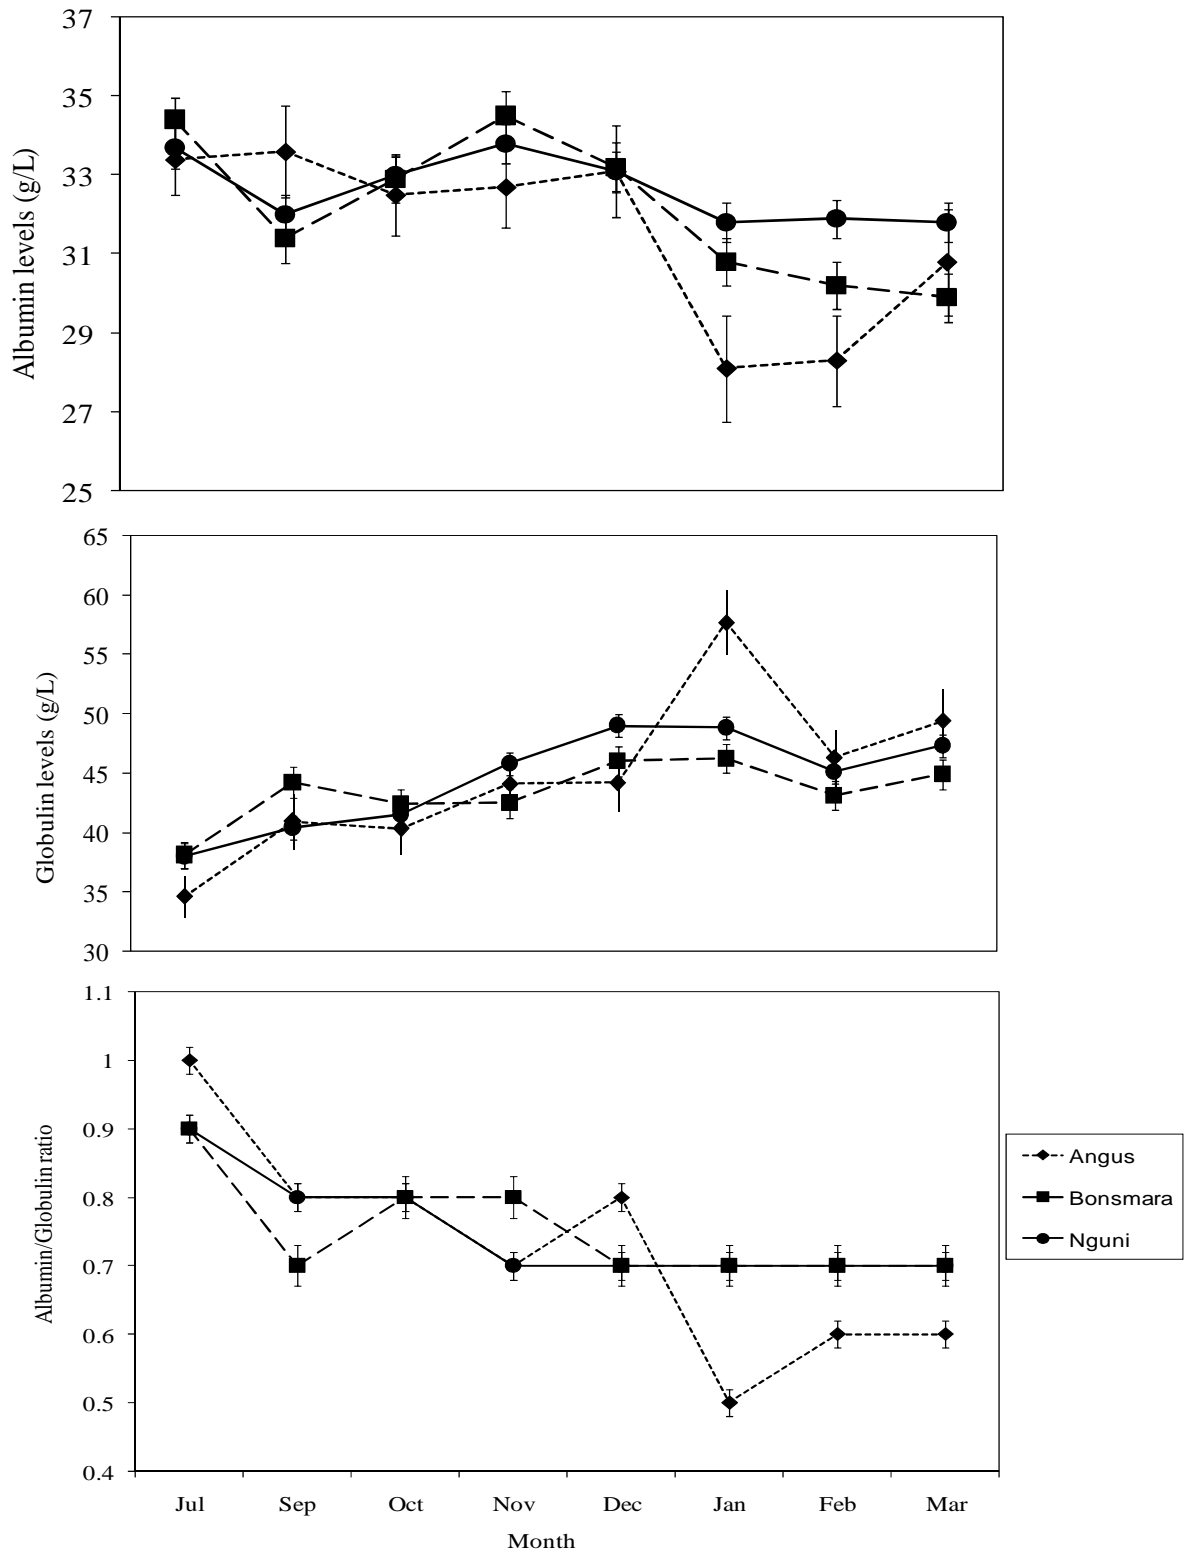 37
35
33
31
29
27
25
Albumin levels (g/L)
65
60
55
50
45
40
35
30
Globulin levels (g/L)
1.1
1
0.9
0.8
0.7
0.6
0.5
0.4
Albumin/Globulin ratio
Angus
Bonsmara
Nguni
Jul Sep Oct Nov Dec Jan Feb Mar
Month